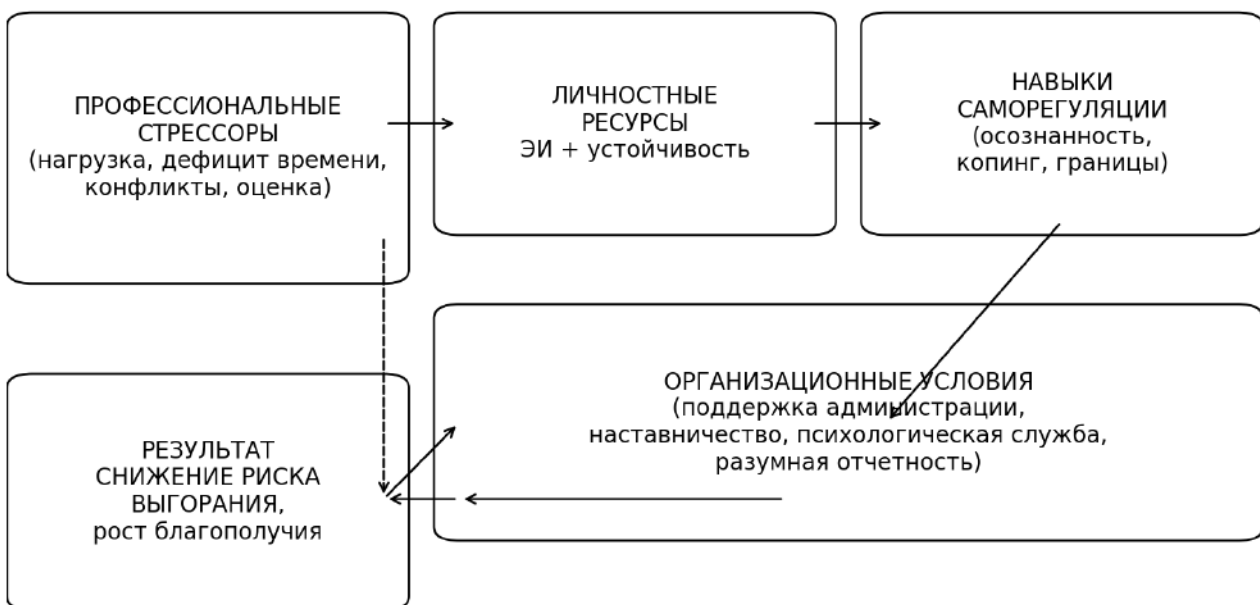 ПРОФЕССИОНАЛЬНЫЕ
СТРЕССОРЫ
(нагрузка, дефицит времени,
конфликты, оценка)
ЛИЧНОСТНЫЕ
РЕСУРСЫ
ЭИ + устойчивость
НАВЫКИ
САМОРЕГУЛЯЦИИ
(осознанность,
копинг, границы)
РЕЗУЛЬТАТ
СНИЖЕНИЕ РИСКА
ВЫГОРАНИЯ,
рост благополучия
ОРГАНИЗАЦИОННЫЕ УСЛОВИЯ
(поддержка администрации,
наставничество, психологическая служба,
разумная отчетность)